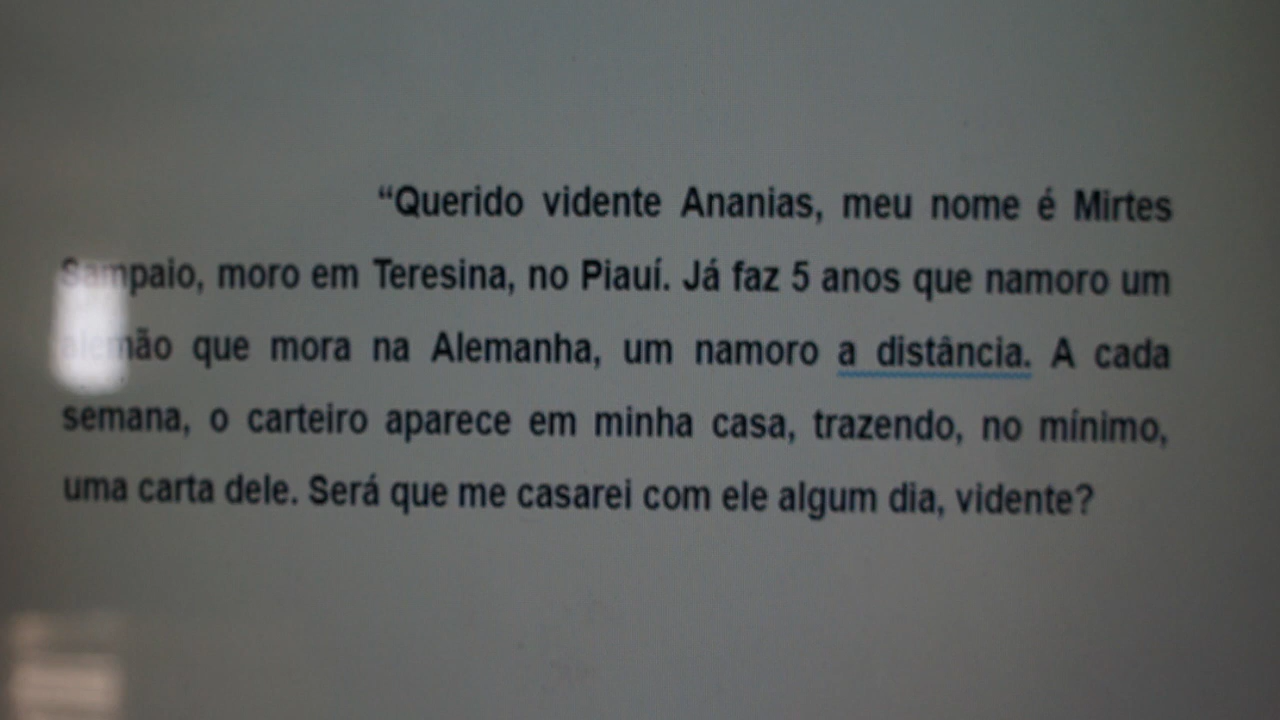 “Querido vidente Ananias, meu nome é Mirtes
Sampaio, moro em Teresina, no Piauí. Já faz 5 anos que namoro um
alemão que mora na Alemanha, um namoro a distância. A cada
semana, o carteiro aparece em minha casa, trazendo, no mínimo,
uma carta dele. Será que me casarei com ele algum dia, vidente?